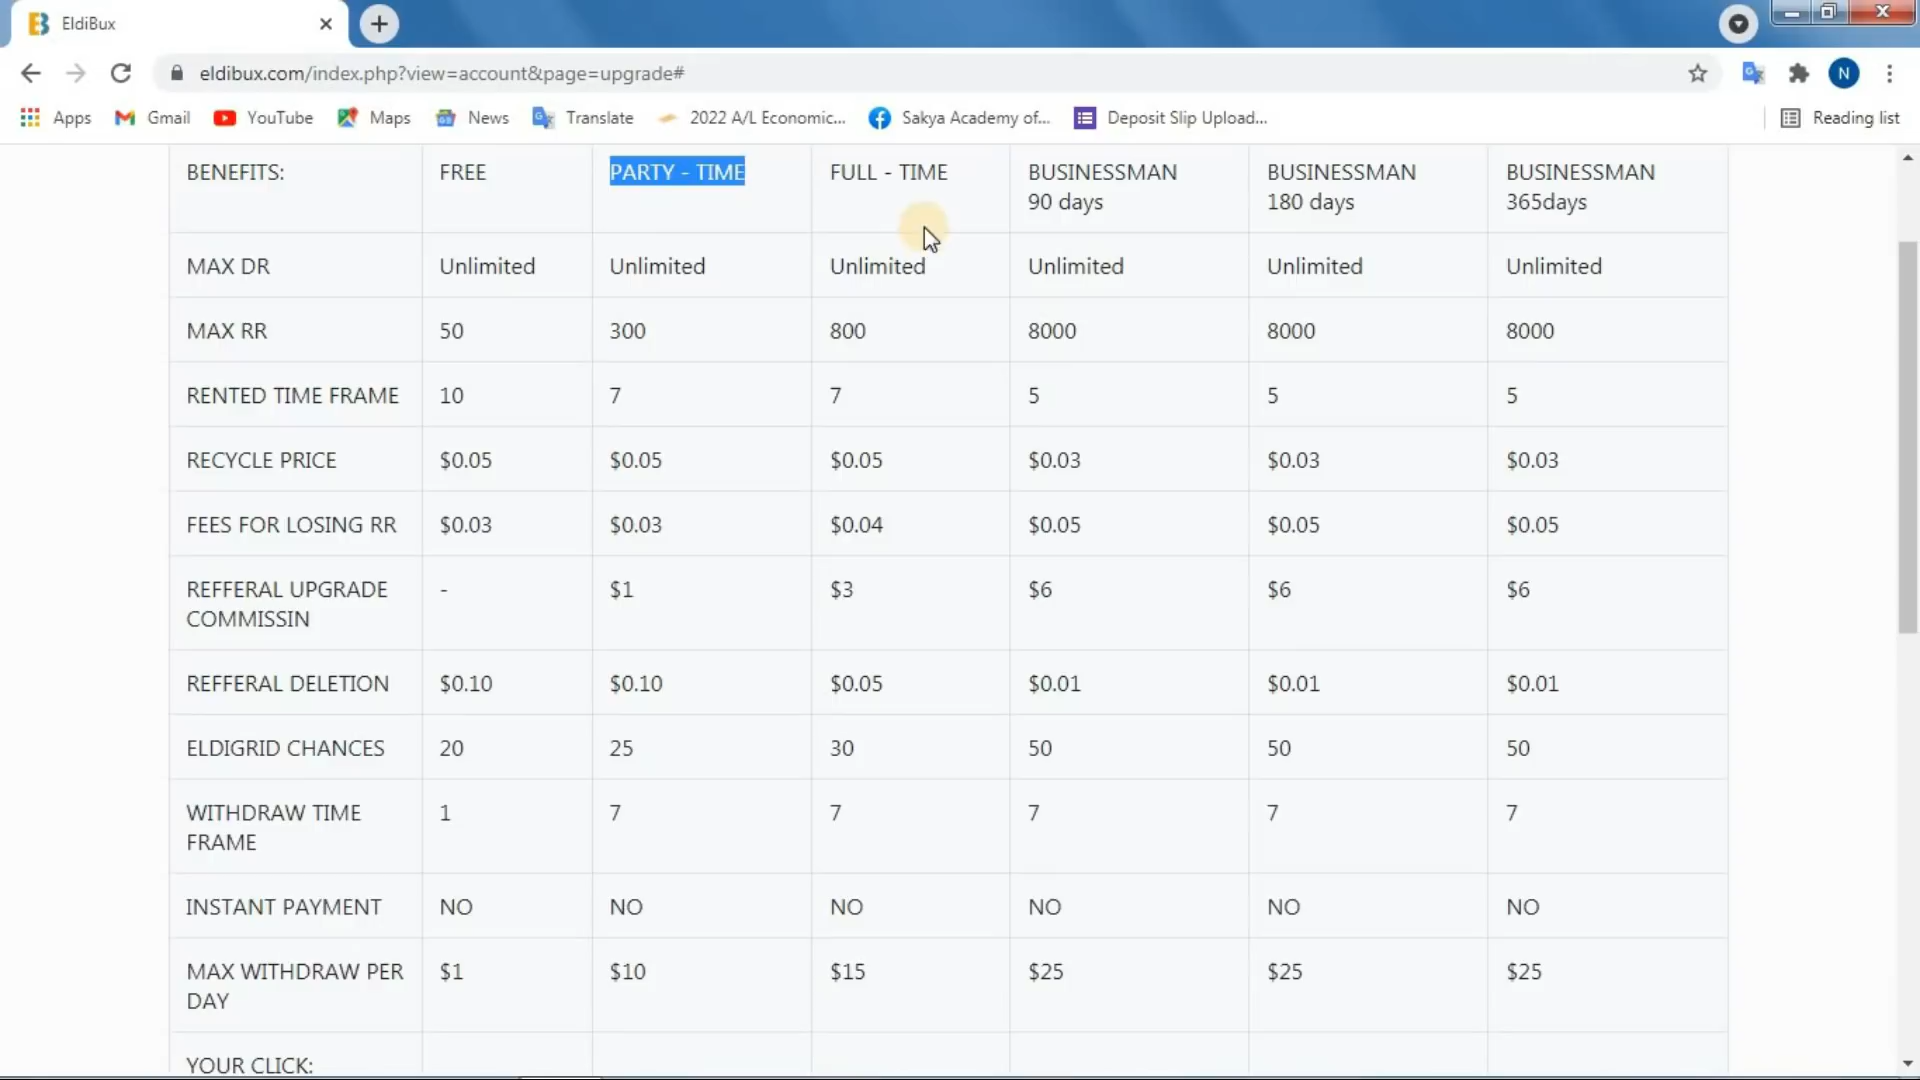 EldiBux
eldibux.com/index.php?view=account&page=upgrade#
N
Apps Gmail YouTube Maps News Translate 2022 A/L Economic... Sakya Academy of... Deposit Slip Upload... Reading list
BENEFITS: FREE PARTY - TIME FULL - TIME BUSINESSMAN 90 days BUSINESSMAN 180 days BUSINESSMAN 365days
MAX DR Unlimited Unlimited Unlimited Unlimited Unlimited Unlimited
MAX RR 50 300 800 8000 8000 8000
RENTED TIME FRAME 10 7 7 5 5 5
RECYCLE PRICE $0.05 $0.05 $0.05 $0.03 $0.03 $0.03
FEES FOR LOSING RR $0.03 $0.03 $0.04 $0.05 $0.05 $0.05
REFFERAL UPGRADE COMMISSIN - $1 $3 $6 $6 $6
REFFERAL DELETION $0.10 $0.10 $0.05 $0.01 $0.01 $0.01
ELDIGRID CHANCES 20 25 30 50 50 50
WITHDRAW TIME FRAME 1 7 7 7 7 7
INSTANT PAYMENT NO NO NO NO NO NO
MAX WITHDRAW PER DAY $1 $10 $15 $25 $25 $25
YOUR CLICK: